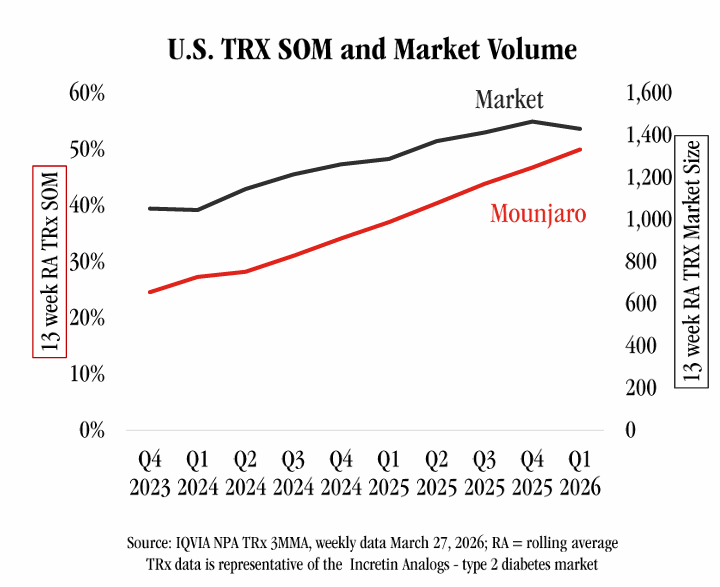 U.S. TRX SOM and Market Volume
60%
50%
40%
30%
20%
10%
0%
13 week RA TRx SOM
Market
Mounjaro
1,600
1,400
1,200
1,000
800
600
400
200
0
13 week RA TRX Market Size
Q4 Q1 Q2 Q3 Q4 Q1 Q2 Q3 Q4 Q1
2023 2024 2024 2024 2024 2025 2025 2025 2025 2026
Source: IQVIA NPA TRx 3MMA, weekly data March 27, 2026; RA = rolling average
TRx data is representative of the Incretin Analogs - type 2 diabetes market